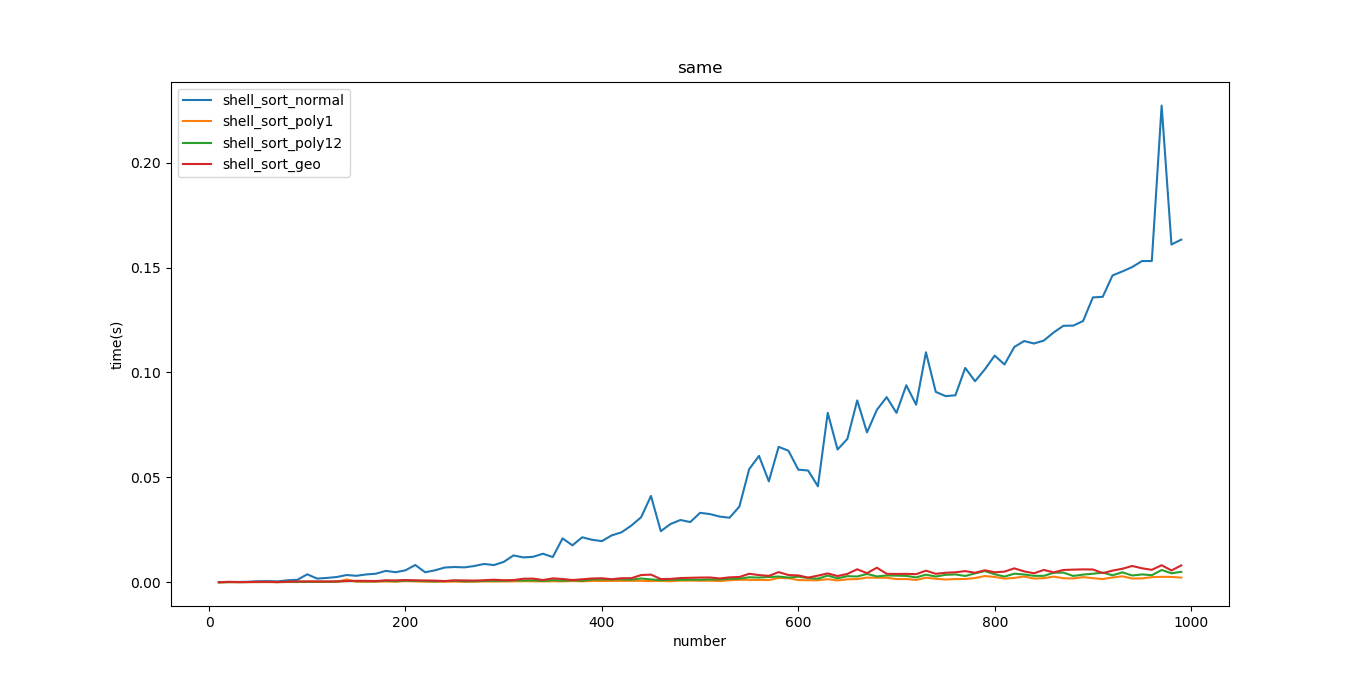 same
shell_sort_normal
shell_sort_poly1
shell_sort_poly12
shell_sort_geo
0.20
0.15
0.10
0.05
0.00
time(s)
0 200 400 600 800 1000
number